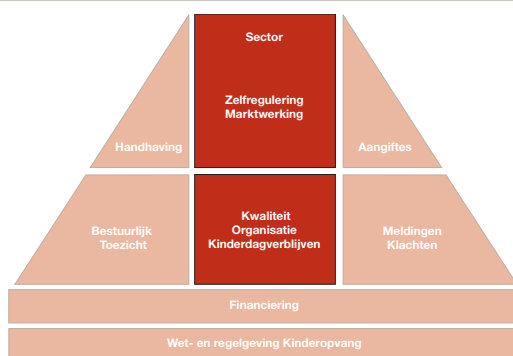 Sector
Zelfregulering
Marktwerking
Handhaving
Aangiftes
Bestuurlijk
Toezicht
Kwaliteit
Organisatie
Kinderdagverblijven
Meldingen
Klachten
Financiering
Wet- en regelgeving Kinderopvang